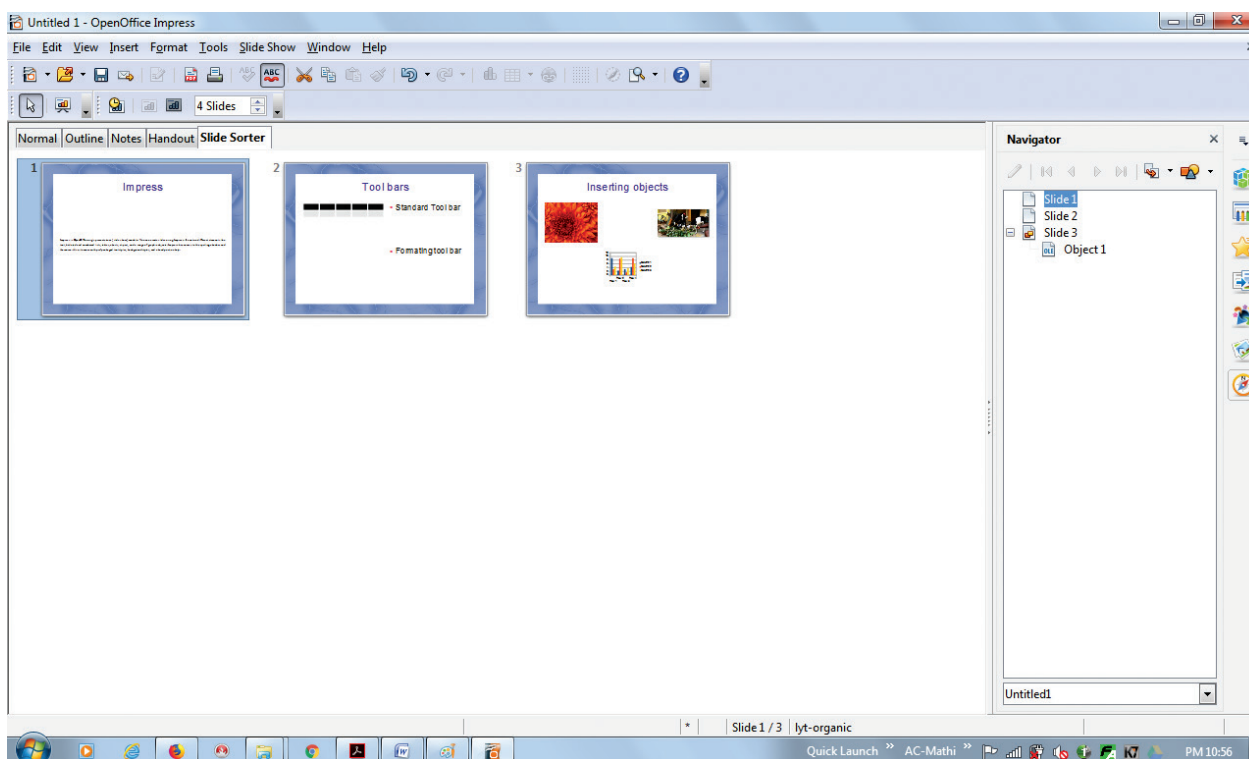 Untitled 1 - OpenOffice Impress
File Edit View Insert Format Tools Slide Show Window Help
ABC ABC
4 Slides
Normal Outline Notes Handout Slide Sorter
Navigator
1
Impress
2
Tool bars
Standard Tool bar
Formating tool bar
3
Inserting objects
Slide 1
Slide 2
Slide 3
Object 1
Untitled1
* Slide 1 / 3 lyt-organic
Quick Launch » AC-Mathi » PM 10:56